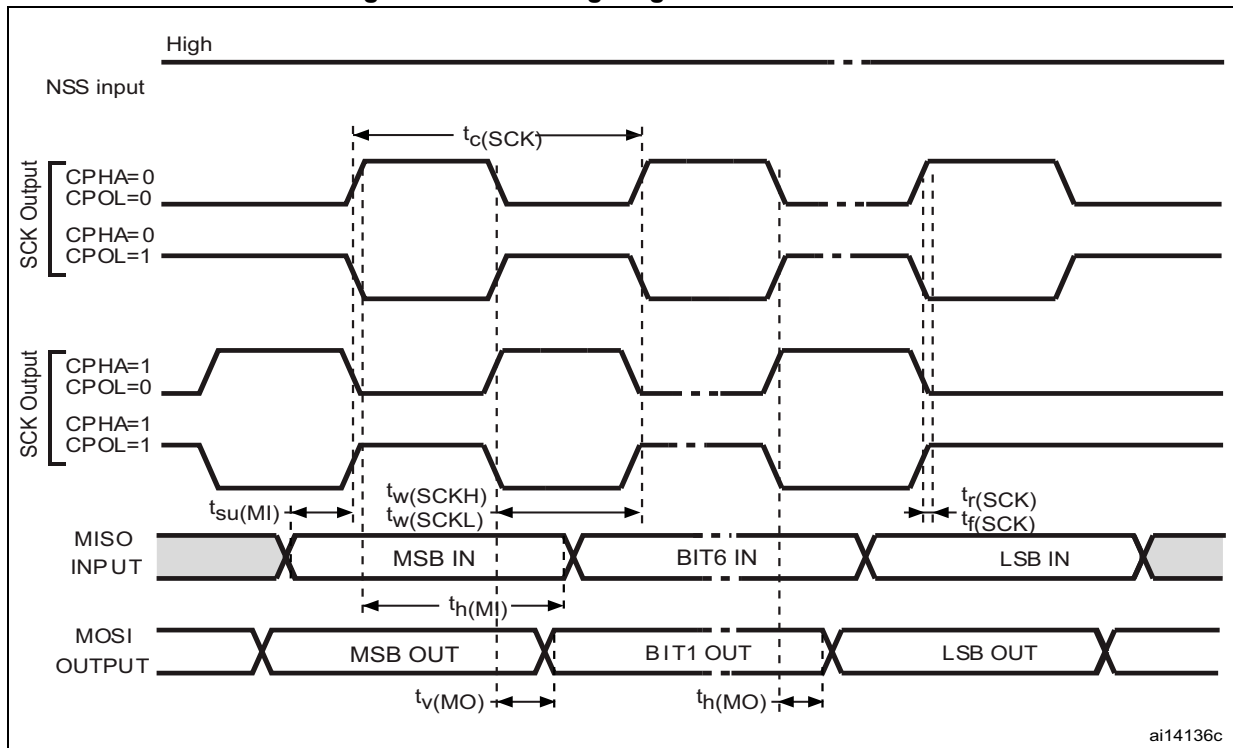 High
NSS input
tc(SCK)
SCK Output
CPHA=0
CPOL=0
CPHA=0
CPOL=1
SCK Output
CPHA=1
CPOL=0
CPHA=1
CPOL=1
tsu(MI)
tw(SCKH)
tw(SCKL)
tr(SCK)
tf(SCK)
MISO
INPUT
MSB IN
BIT6 IN
LSB IN
th(MI)
MOSI
OUTPUT
MSB OUT
BIT1 OUT
LSB OUT
tv(MO)
th(MO)
ai14136c